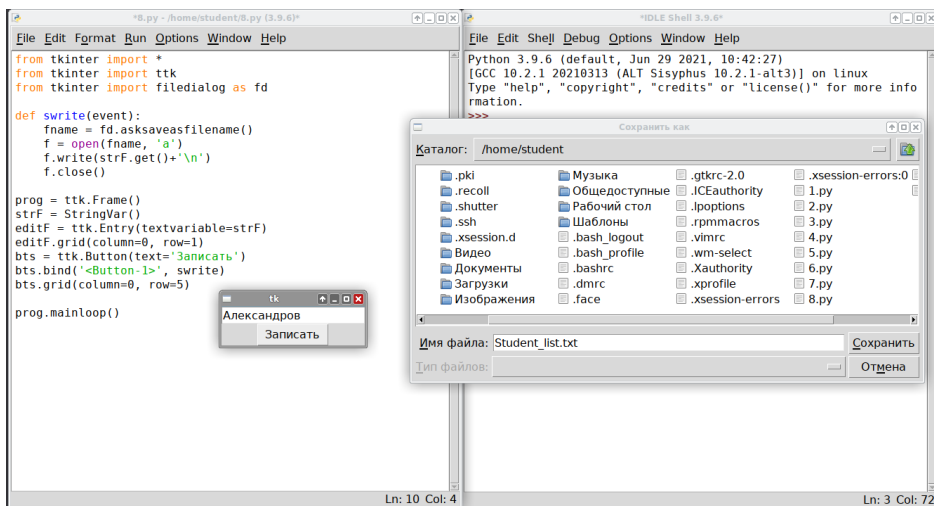 *8.py - /home/student/8.py (3.9.6)*
File Edit Format Run Options Window Help
from tkinter import *
from tkinter import ttk
from tkinter import filedialog as fd
def swrite(event):
fname = fd.asksaveasfilename()
f = open(fname, 'a')
f.write(strF.get()+'\n')
f.close()
prog = ttk.Frame()
strF = StringVar()
editF = ttk.Entry(textvariable=strF)
editF.grid(column=0, row=1)
bts = ttk.Button(text='Записать')
bts.bind('<Button-1>', swrite)
bts.grid(column=0, row=5)
prog.mainloop()
tk
Александров
Записать
Ln: 10 Col: 4
*IDLE Shell 3.9.6*
File Edit Shell Debug Options Window Help
Python 3.9.6 (default, Jun 29 2021, 10:42:27)
[GCC 10.2.1 20210313 (ALT Sisyphus 10.2.1-alt3)] on linux
Type "help", "copyright", "credits" or "license()" for more info
rmation.
>>>
Сохранить как
Каталог: /home/student
.pki Музыка .gtkrc-2.0 .xsession-errors:0
.recoll Общедоступные .ICEauthority 1.py
.shutter Рабочий стол .lpoptions 2.py
.ssh Шаблоны .rpmmacros 3.py
.xsession.d .bash_logout .vimrc 4.py
Видео .bash_profile .wm-select 5.py
Документы .bashrc .Xauthority 6.py
Загрузки .dmrc .xprofile 7.py
Изображения .face .xsession-errors 8.py
Имя файла: Student_list.txt Сохранить
Тип файлов: Отмена
Ln: 3 Col: 72